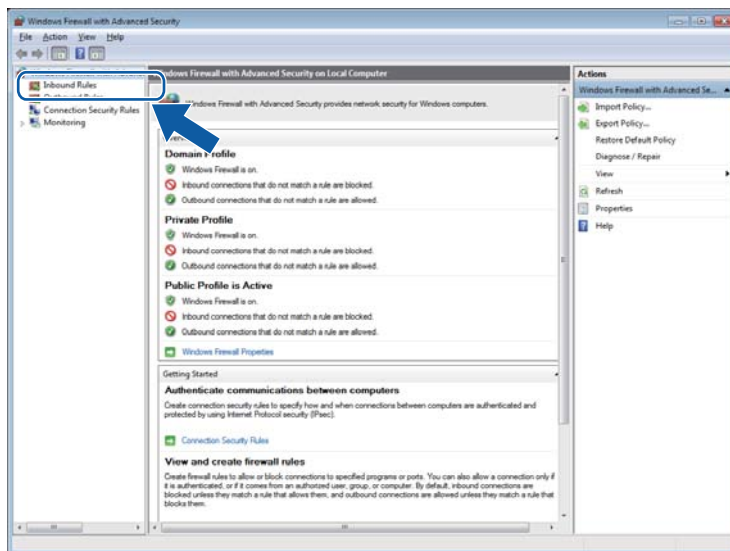 Windows Firewall with Advanced Security
File Action View Help
Inbound Rules
Outbound Rules
Connection Security Rules
Monitoring
Windows Firewall with Advanced Security on Local Computer
Windows Firewall with Advanced Security provides network security for Windows computers.
Domain Profile
Windows Firewall is on.
Inbound connections that do not match a rule are blocked.
Outbound connections that do not match a rule are allowed.
Private Profile
Windows Firewall is on.
Inbound connections that do not match a rule are blocked.
Outbound connections that do not match a rule are allowed.
Public Profile is Active
Windows Firewall is on.
Inbound connections that do not match a rule are blocked.
Outbound connections that do not match a rule are allowed.
Windows Firewall Properties
Getting Started
Authenticate communications between computers
Create connection security rules to specify how and when connections between computers are authenticated and
protected by using Internet Protocol security (IPsec).
Connection Security Rules
View and create firewall rules
Create firewall rules to allow or block connections to specified programs or ports. You can also allow a connection only if
it is authenticated, or if it comes from an authorized user, group, or computer. By default, inbound connections are
blocked unless they match a rule that allows them, and outbound connections are allowed unless they match a rule that
blocks them.
Actions
Windows Firewall with Advanced Se...
Import Policy...
Export Policy...
Restore Default Policy
Diagnose / Repair
View
Refresh
Properties
Help